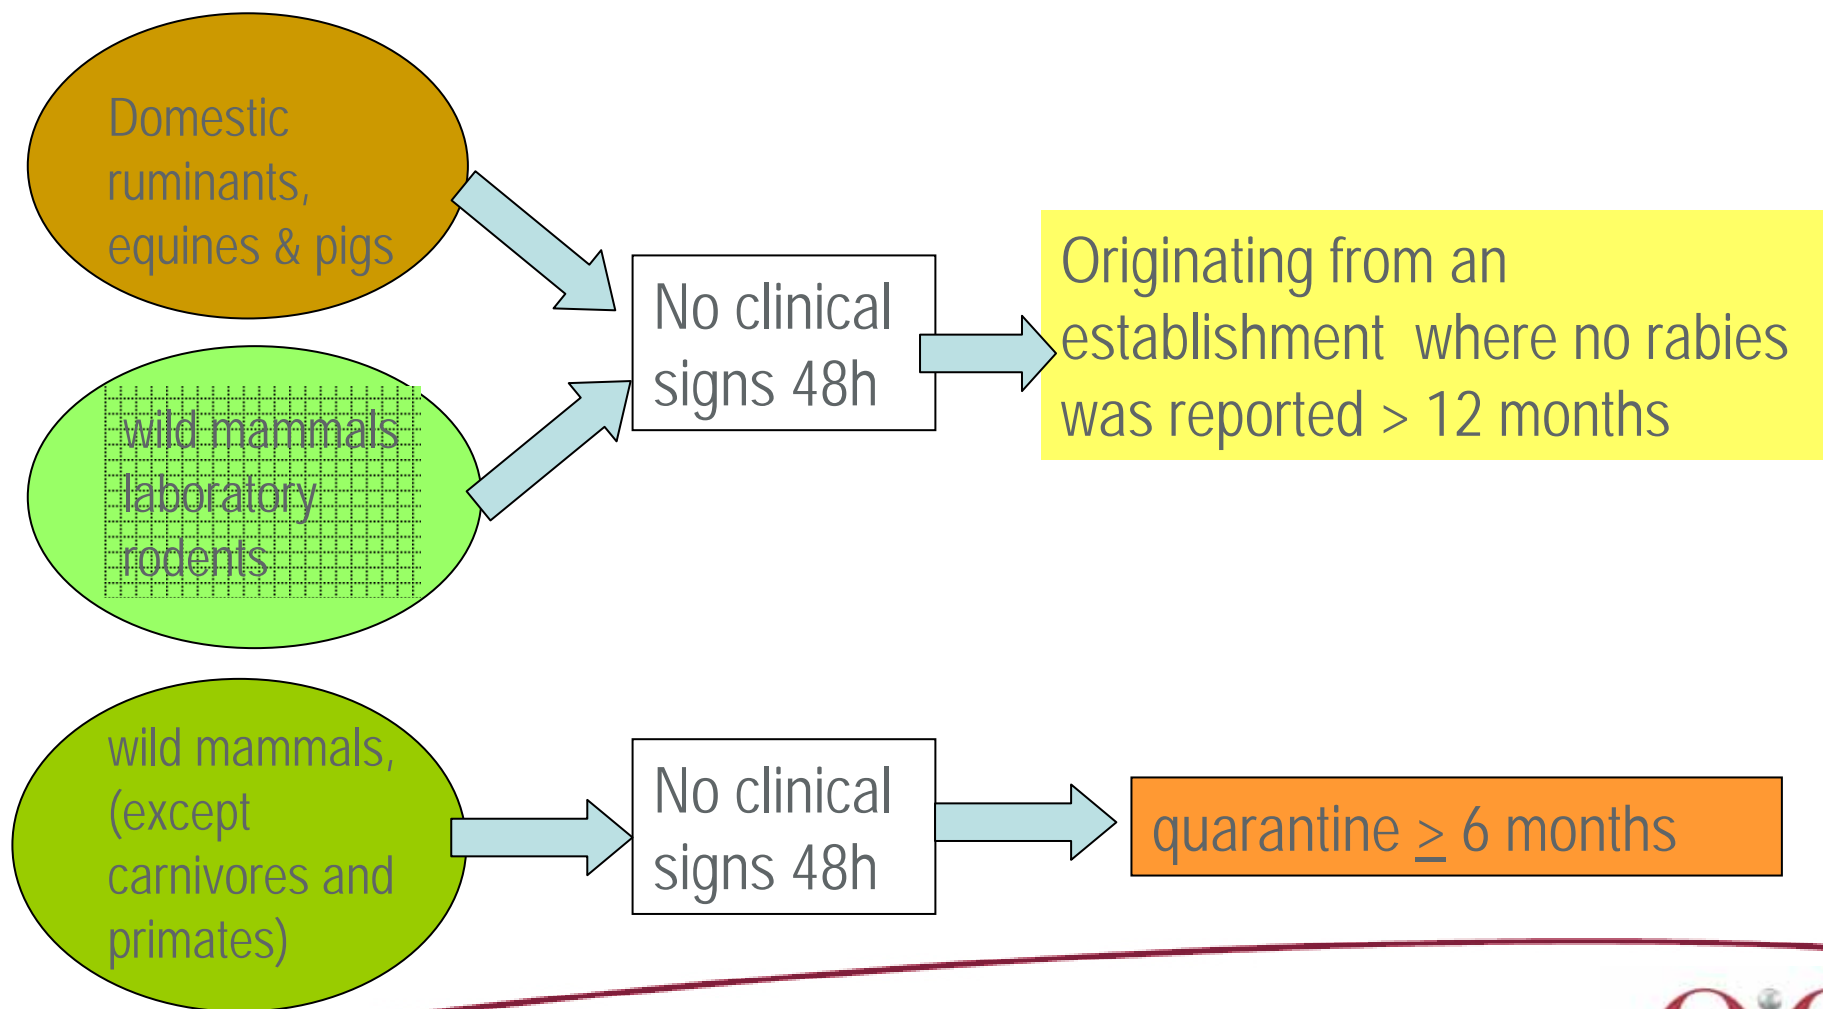 Domestic
ruminants,
equines & pigs
No clinical
signs 48h
Originating from an
establishment where no rabies
was reported > 12 months
wild mammals
laboratory
rodents
wild mammals,
(except
carnivores and
primates)
No clinical
signs 48h
quarantine ≥ 6 months